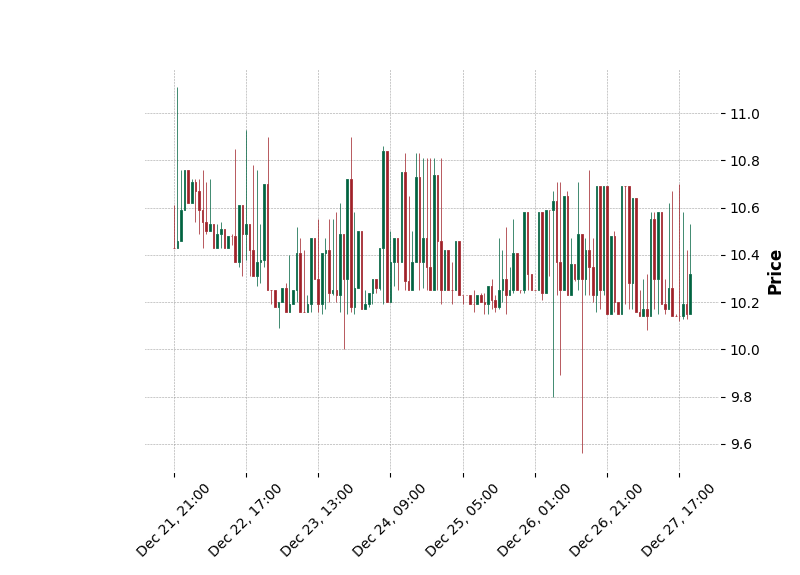 11.0
10.8
10.6
10.4
10.2
10.0
9.8
9.6
Price
Dec 21, 21:00
Dec 22, 17:00
Dec 23, 13:00
Dec 24, 09:00
Dec 25, 05:00
Dec 26, 01:00
Dec 26, 21:00
Dec 27, 17:00